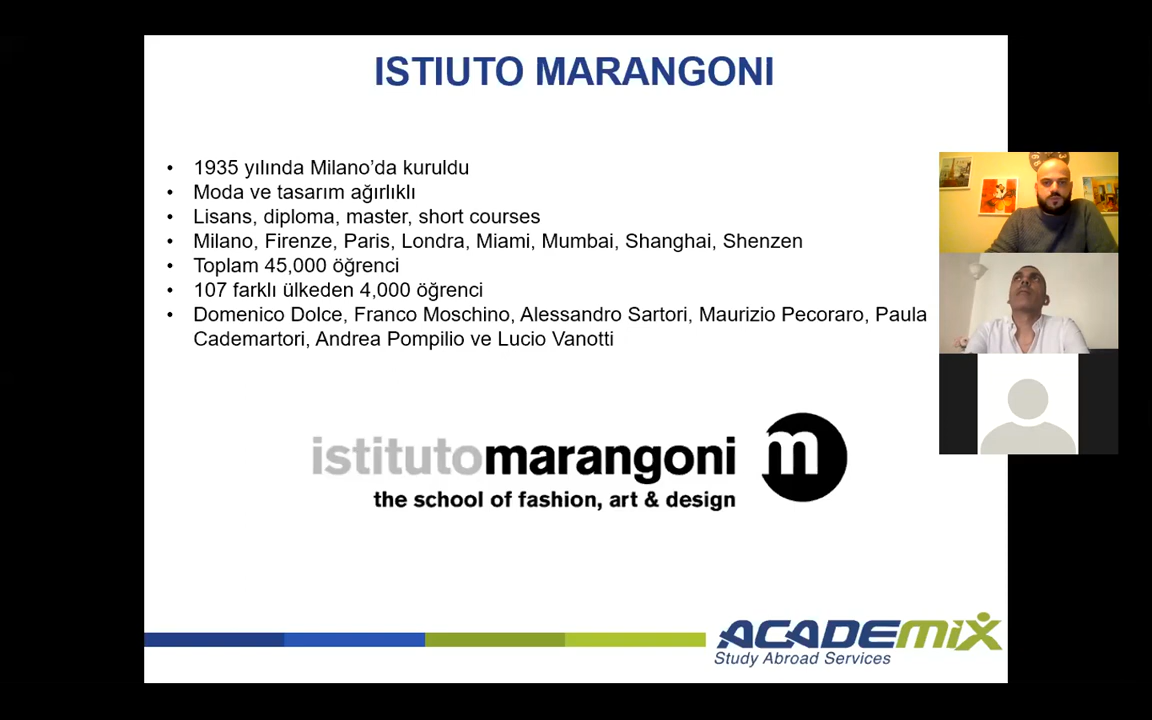 ISTIUTO MARANGONI
• 1935 yılında Milano’da kuruldu
• Moda ve tasarım ağırlıklı
• Lisans, diploma, master, short courses
• Milano, Firenze, Paris, Londra, Miami, Mumbai, Shanghai, Shenzen
• Toplam 45,000 öğrenci
• 107 farklı ülkeden 4,000 öğrenci
• Domenico Dolce, Franco Moschino, Alessandro Sartori, Maurizio Pecoraro, Paula
Cademartori, Andrea Pompilio ve Lucio Vanotti
istitutomarangoni m
the school of fashion, art & design
ACADEMIX
Study Abroad Services